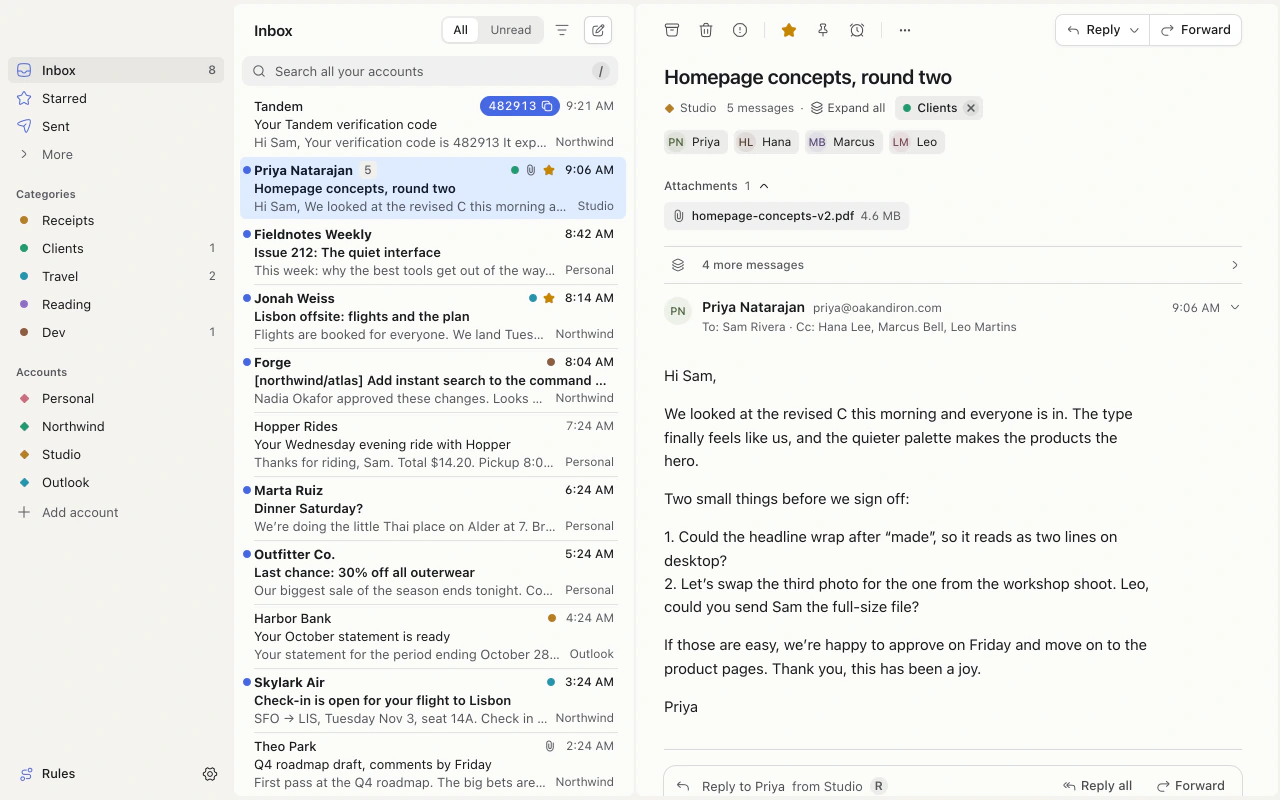 Inbox 8
Starred
Sent
More
Categories
Receipts
Clients 1
Travel 2
Reading
Dev 1
Accounts
Personal
Northwind
Studio
Outlook
Add account
Rules
Inbox All Unread
Search all your accounts /
Tandem 482913 9:21 AM
Your Tandem verification code
Hi Sam, Your verification code is 482913 It exp... Northwind
Priya Natarajan 5 9:06 AM
Homepage concepts, round two
Hi Sam, We looked at the revised C this morning a... Studio
Fieldnotes Weekly 8:42 AM
Issue 212: The quiet interface
This week: why the best tools get out of the way... Personal
Jonah Weiss 8:14 AM
Lisbon offsite: flights and the plan
Flights are booked for everyone. We land Tues... Northwind
Forge 8:04 AM
[northwind/atlas] Add instant search to the command ...
Nadia Okafor approved these changes. Looks ... Northwind
Hopper Rides 7:24 AM
Your Wednesday evening ride with Hopper
Thanks for riding, Sam. Total $14.20. Pickup 8:0... Personal
Marta Ruiz 6:24 AM
Dinner Saturday?
We’re doing the little Thai place on Alder at 7. Br... Personal
Outfitter Co. 5:24 AM
Last chance: 30% off all outerwear
Our biggest sale of the season ends tonight. Co... Personal
Harbor Bank 4:24 AM
Your October statement is ready
Your statement for the period ending October 28... Outlook
Skylark Air 3:24 AM
Check-in is open for your flight to Lisbon
SFO → LIS, Tuesday Nov 3, seat 14A. Check in ... Northwind
Theo Park 2:24 AM
Q4 roadmap draft, comments by Friday
First pass at the Q4 roadmap. The big bets are... Northwind
Reply Forward
Homepage concepts, round two
Studio 5 messages · Expand all Clients
PN Priya HL Hana MB Marcus LM Leo
Attachments 1
homepage-concepts-v2.pdf 4.6 MB
4 more messages
PN Priya Natarajan priya@oakandiron.com 9:06 AM
To: Sam Rivera · Cc: Hana Lee, Marcus Bell, Leo Martins
Hi Sam,
We looked at the revised C this morning and everyone is in. The type
finally feels like us, and the quieter palette makes the products the
hero.
Two small things before we sign off:
1. Could the headline wrap after “made”, so it reads as two lines on
desktop?
2. Let’s swap the third photo for the one from the workshop shoot. Leo,
could you send Sam the full-size file?
If those are easy, we’re happy to approve on Friday and move on to the
product pages. Thank you, this has been a joy.
Priya
Reply to Priya from Studio R Reply all Forward